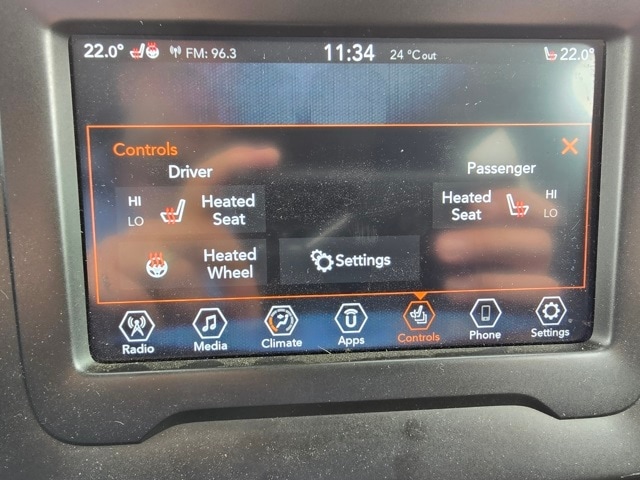 22.0° FM: 96.3 11:34 24 °C out 22.0°
Controls
Driver Passenger
HI Heated Heated HI
LO Seat Seat LO
Heated
Wheel
Settings
Radio Media Climate Apps Controls Phone Settings